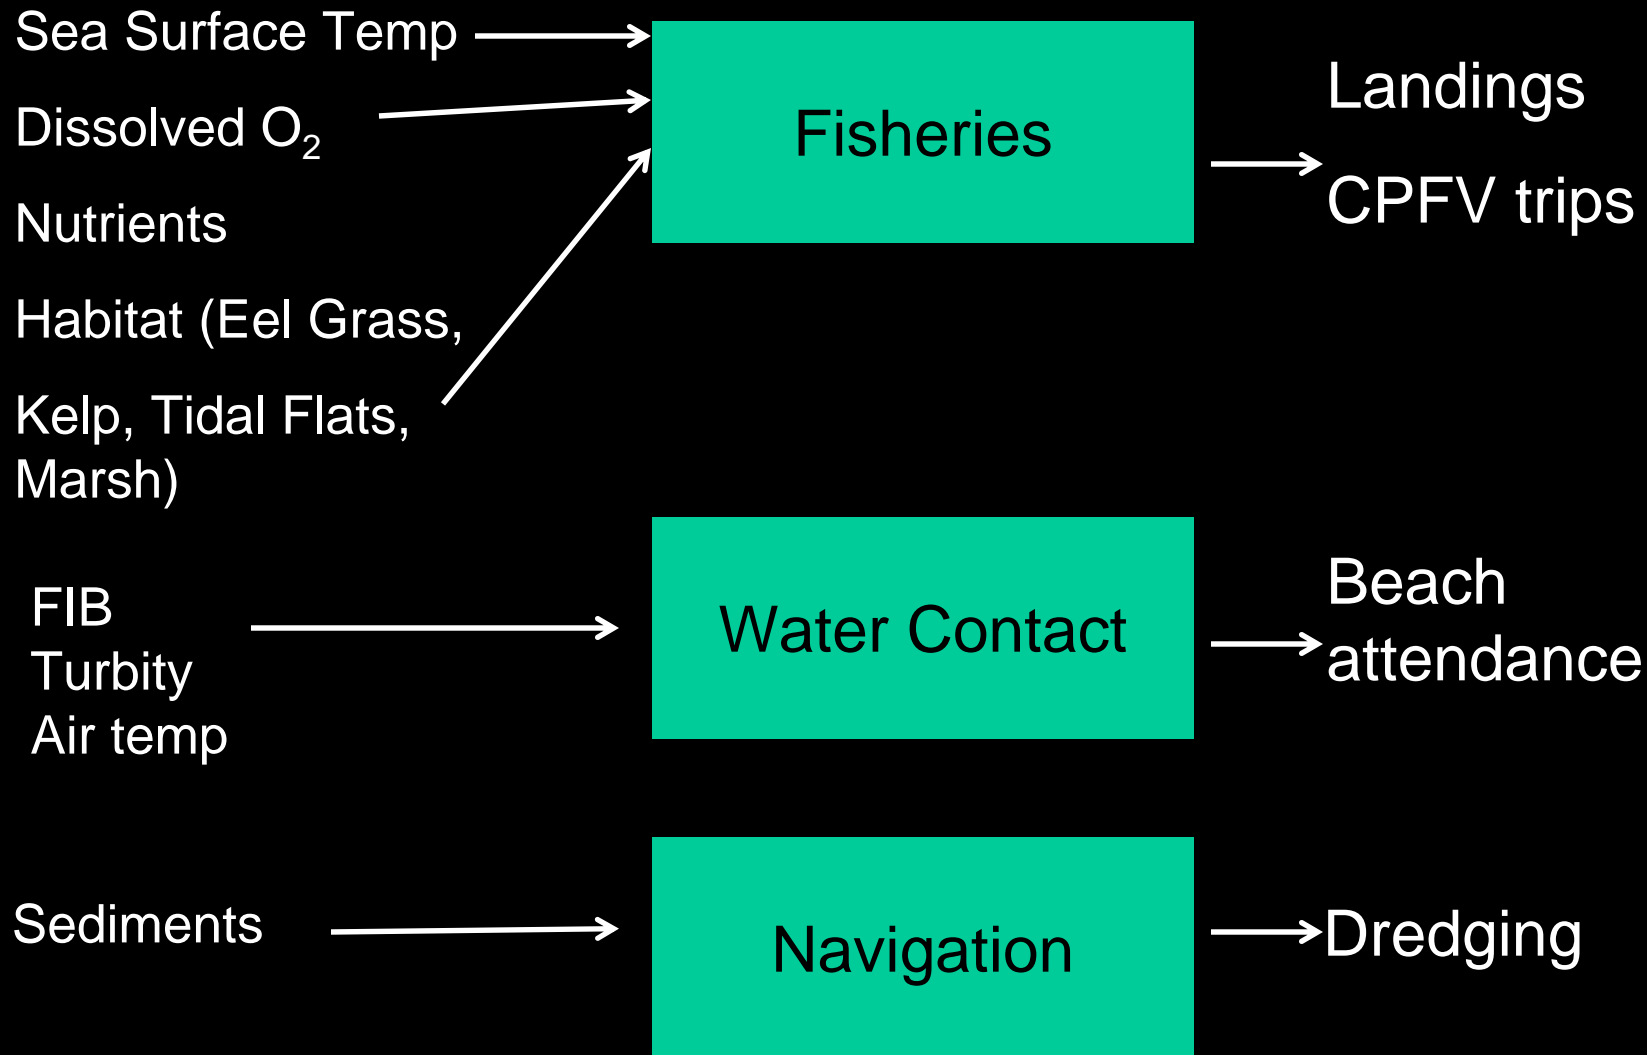 Sea Surface Temp
Dissolved O₂
Nutrients
Habitat (Eel Grass,
Kelp, Tidal Flats,
Marsh)
Fisheries
Landings
CPFV trips
FIB
Turbity
Air temp
Water Contact
Beach
attendance
Sediments
Navigation
Dredging